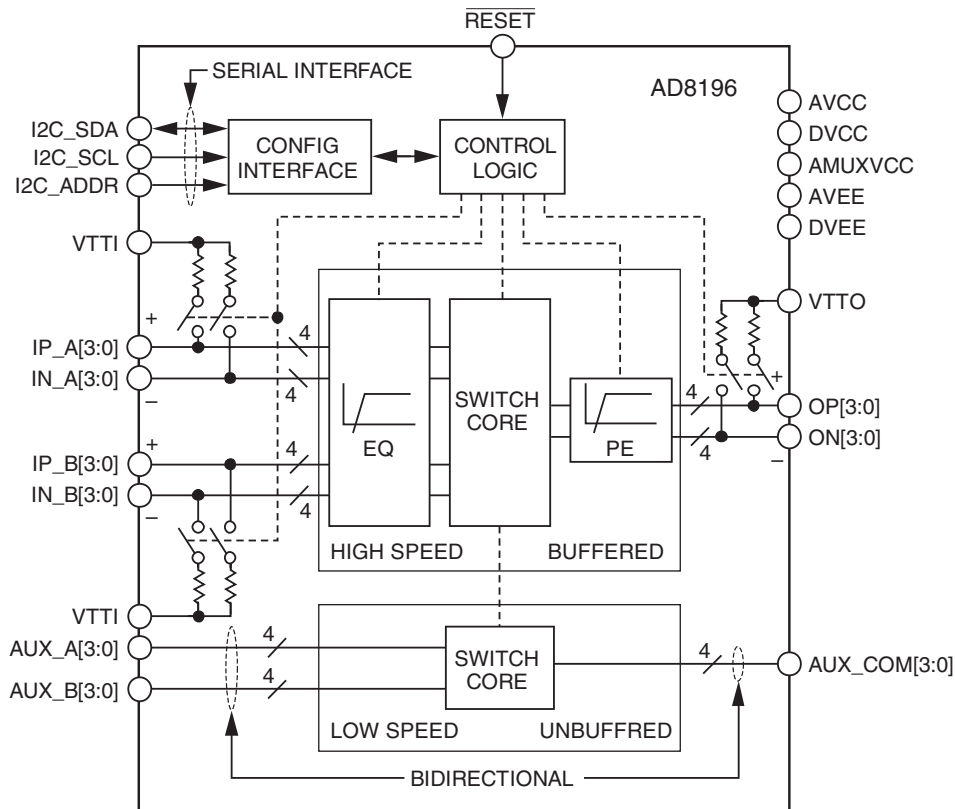 RESET
SERIAL INTERFACE
AD8196
I2C_SDA
I2C_SCL
I2C_ADDR
CONFIG
INTERFACE
CONTROL
LOGIC
AVCC
DVCC
AMUXVCC
AVEE
DVEE
VTTI
VTTO
+
IP_A[3:0]
4
IN_A[3:0]
4
–
+
IP_B[3:0]
4
IN_B[3:0]
4
–
EQ
SWITCH
CORE
PE
+
4
OP[3:0]
4
ON[3:0]
–
HIGH SPEED
BUFFERED
VTTI
AUX_A[3:0]
4
AUX_B[3:0]
4
SWITCH
CORE
4
AUX_COM[3:0]
LOW SPEED
UNBUFFRED
BIDIRECTIONAL